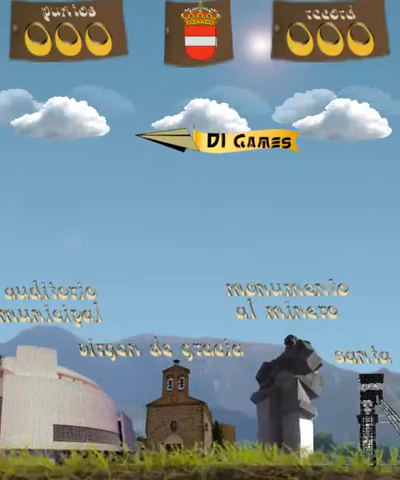 puntos
record
000
000
DI GAMES
auditorio
municipal
monumento
al minero
virgen de gracia
santa